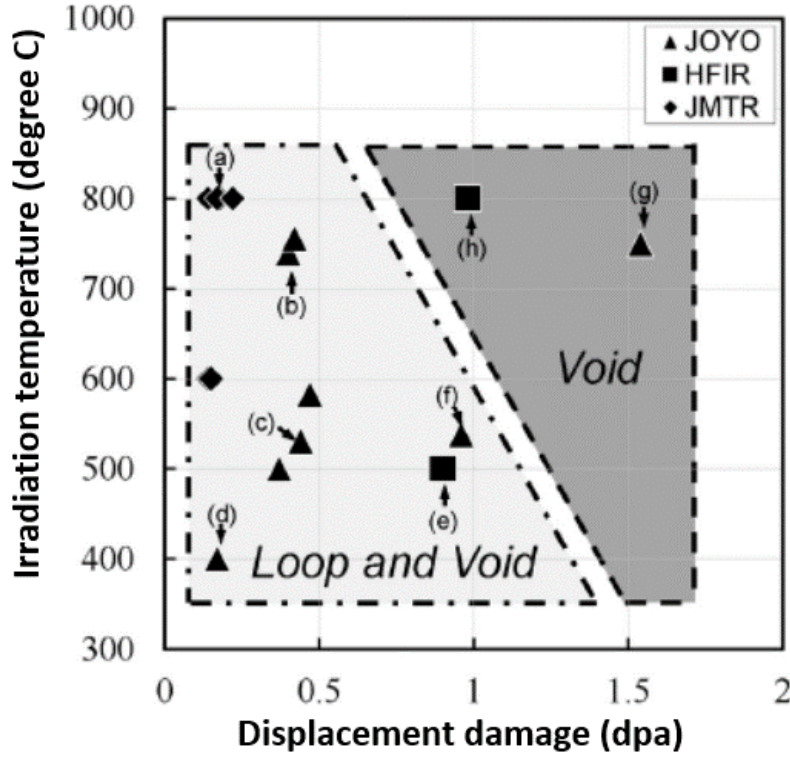 Irradiation temperature (degree C)
1000
900
800
700
600
500
400
300
JOYO
HFIR
JMTR
(a)
(g)
(h)
(b)
Void
(f)
(c)
(e)
(d)
Loop and Void
0
0.5
1
1.5
2
Displacement damage (dpa)